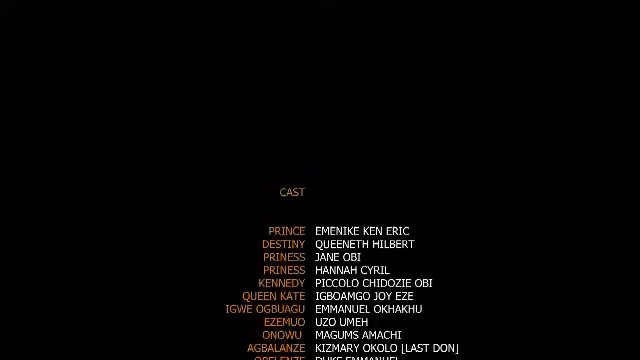 CAST
PRINCE EMENIKE KEN ERIC
DESTINY QUEENETH HILBERT
PRINESS JANE OBI
PRINESS HANNAH CYRIL
KENNEDY PICCOLO CHIDOZIE OBI
QUEEN KATE IGBOAMGO JOY EZE
IGWE OGBUAGU EMMANUEL OKHAKHU
EZEMUO UZO UMEH
ONOWU MAGUMS AMACHI
AGBALANZE KIZMARY OKOLO [LAST DON]